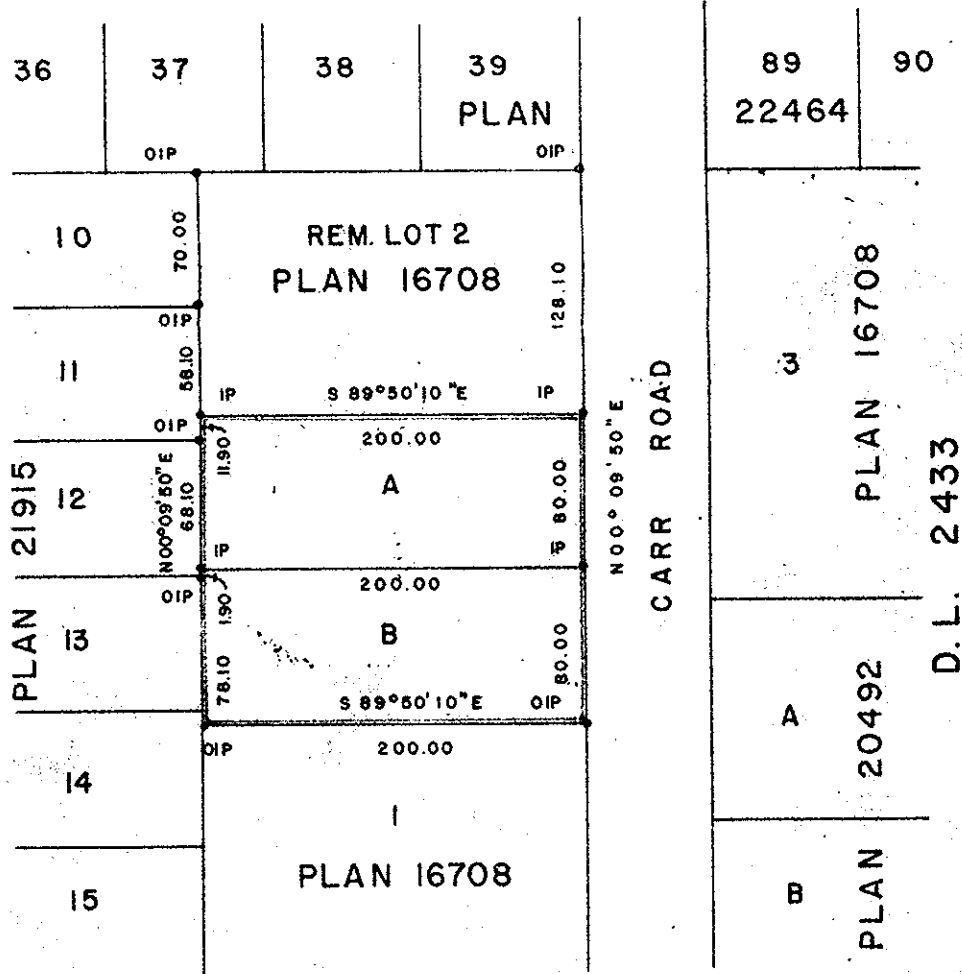 36
37
38
39
PLAN
89
90
22464
OIP
OIP
10
70.00
REM. LOT 2
PLAN 16708
128.10
OIP
11
58.10
IP
S 89°50'10"E
IP
OIP
11.90
200.00
A
80.00
PLAN 21915
12
N00°09'50"E
68.10
IP
IP
200.00
OIP
1.90
13
B
78.10
80.00
S 89°50'10"E
OIP
OIP
200.00
14
1
PLAN 16708
15
N00°09'50"E
CARR ROAD
3
PLAN 16708
A
PLAN 20492
B
D.L. 2433